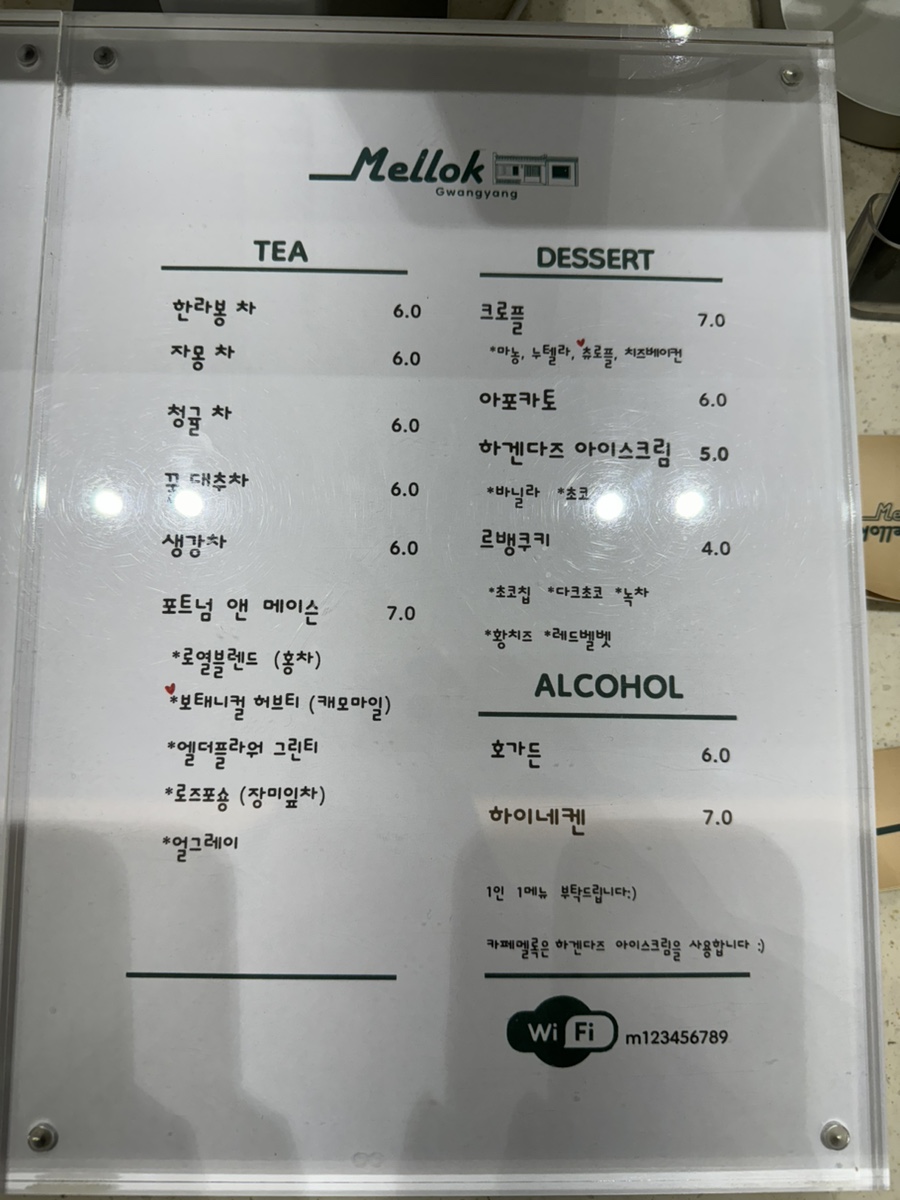 Mellok
Gwangyang
TEA
한라봉 차 6.0
자몽 차 6.0
청귤 차 6.0
꿀 대추차 6.0
생강차 6.0
포트넘 앤 메이슨 7.0
*로열블렌드 (홍차)
*보태니컬 허브티 (캐모마일)
*엘더플라워 그린티
*로즈포숑 (장미잎차)
*얼그레이
DESSERT
크로플 7.0
*마농, 누텔라, 츄로플, 치즈베이컨
아포카토 6.0
하겐다즈 아이스크림 5.0
*바닐라 *초코
르뱅쿠키 4.0
*초코칩 *다크초코 *녹차
*황치즈 *레드벨벳
ALCOHOL
호가든 6.0
하이네켄 7.0
1인 1메뉴 부탁드립니다:)
카페멜록은 하겐다즈 아이스크림을 사용합니다 :)
Wi Fi m123456789